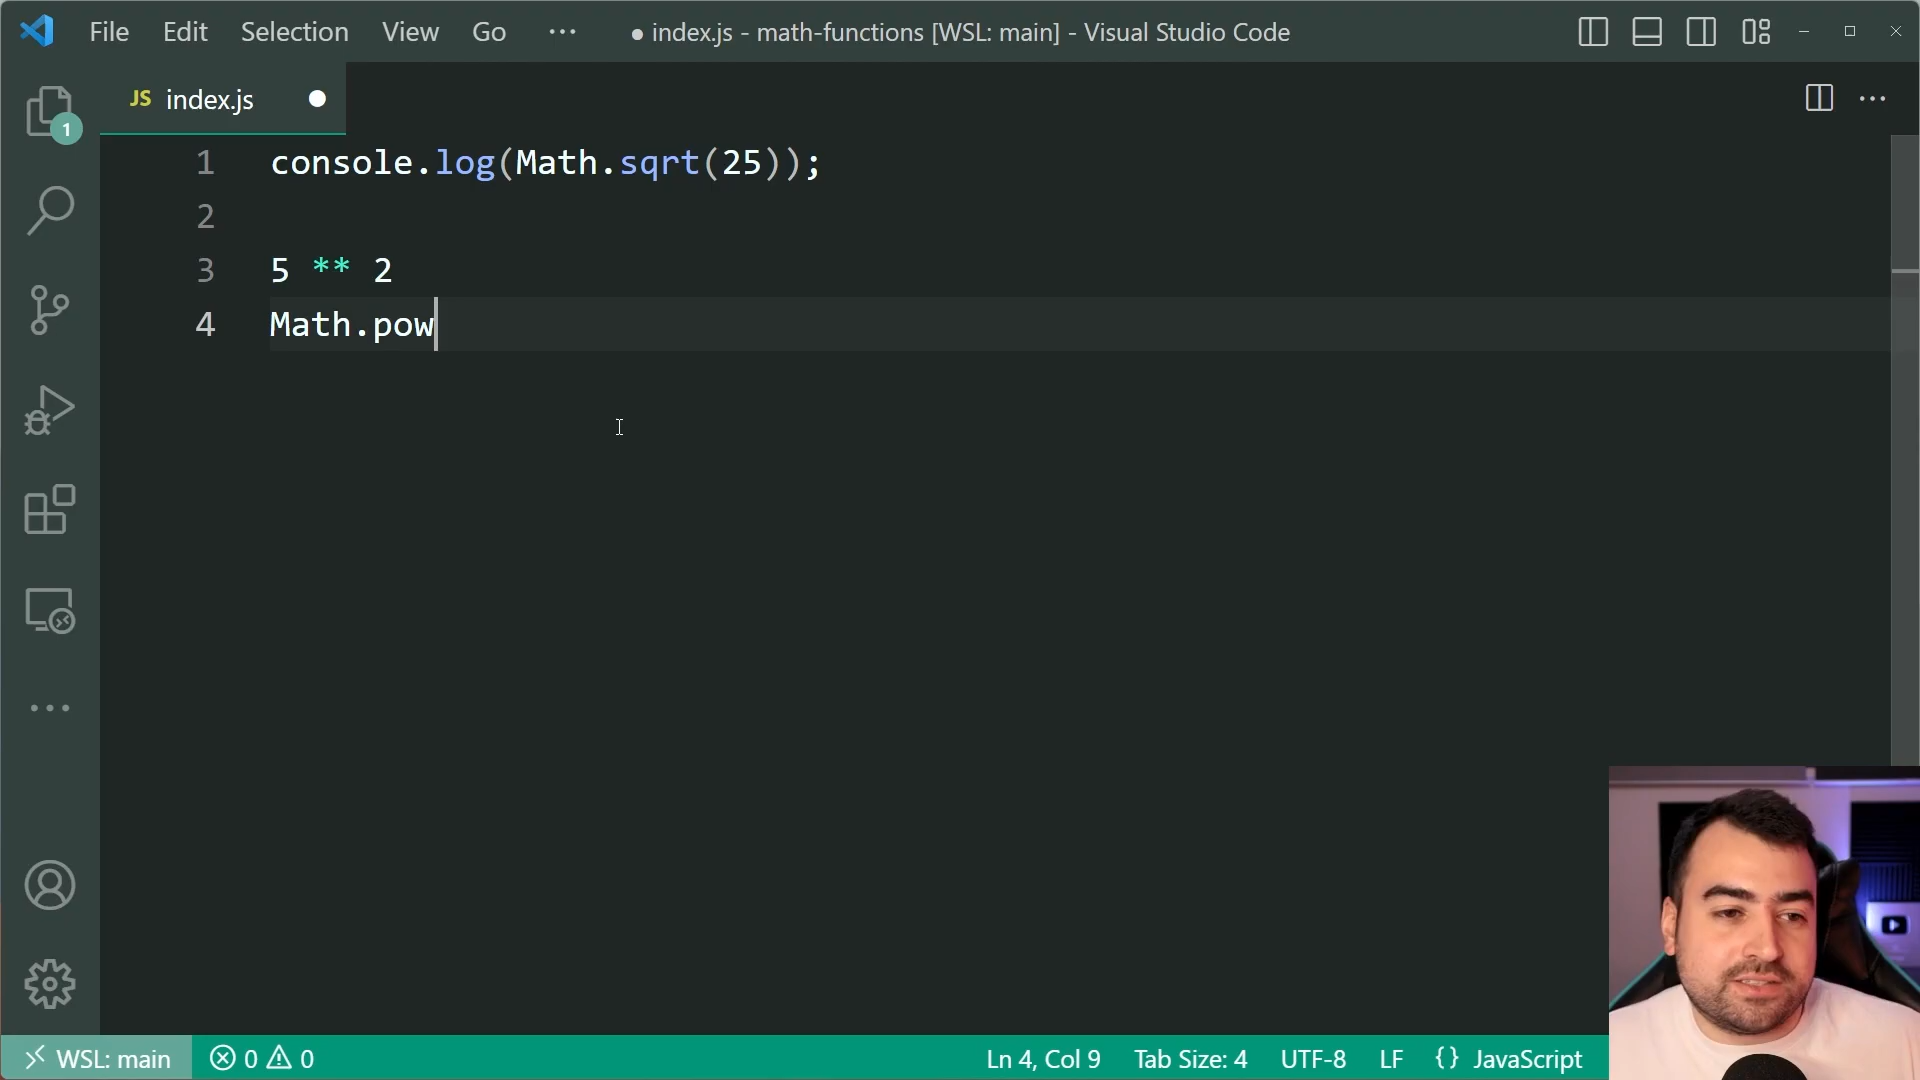 File Edit Selection View Go ··· ● index.js - math-functions [WSL: main] - Visual Studio Code
JS index.js
1
1 console.log(Math.sqrt(25));
2
3 5 ** 2
4 Math.pow
WSL: main 0 0 Ln 4, Col 9 Tab Size: 4 UTF-8 LF {} JavaScript